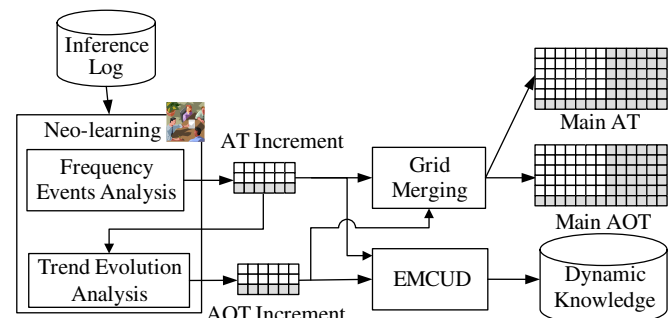 Inference
Log
Neo-learning
Frequency
Events Analysis
Trend Evolution
Analysis
AT Increment
AOT Increment
Grid
Merging
EMCUD
Main AT
Main AOT
Dynamic
Knowledge